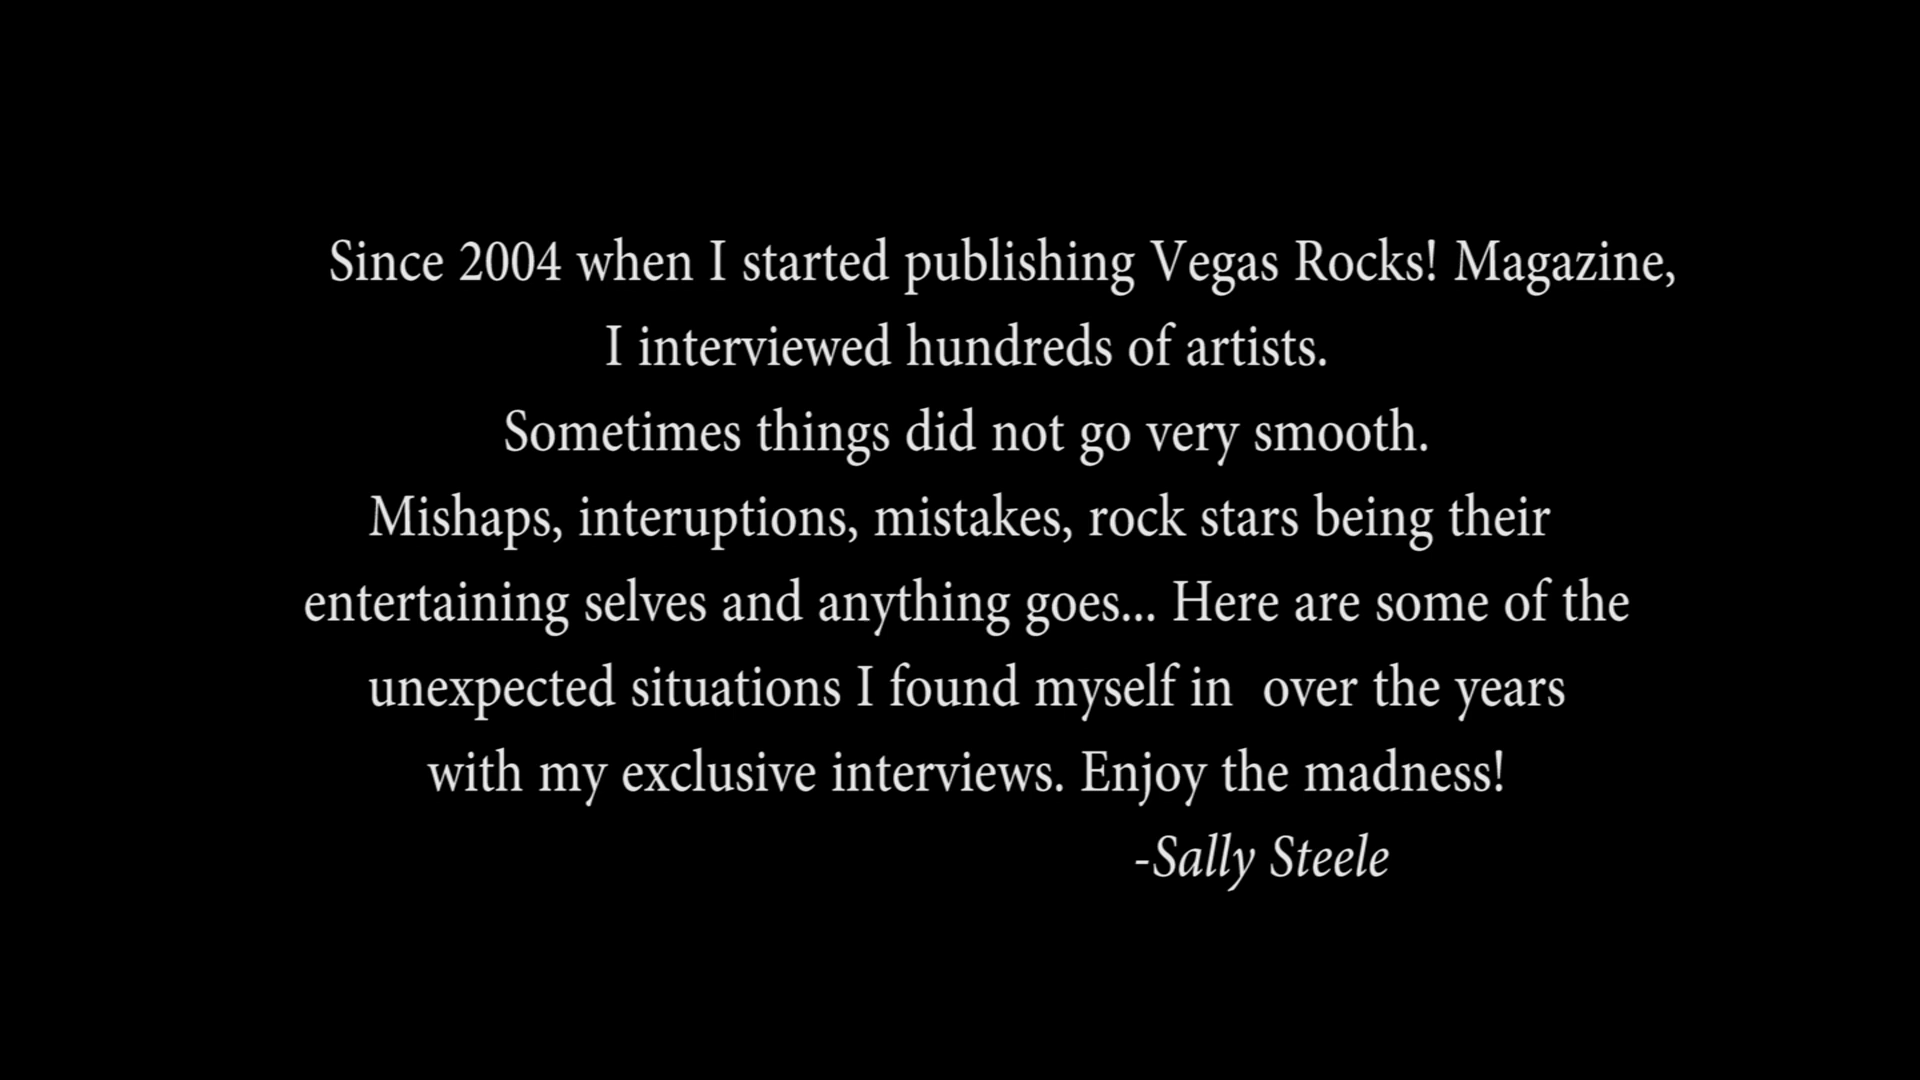 Since 2004 when I started publishing Vegas Rocks! Magazine,
I interviewed hundreds of artists.
Sometimes things did not go very smooth.
Mishaps, interuptions, mistakes, rock stars being their
entertaining selves and anything goes... Here are some of the
unexpected situations I found myself in  over the years
with my exclusive interviews. Enjoy the madness!
-Sally Steele